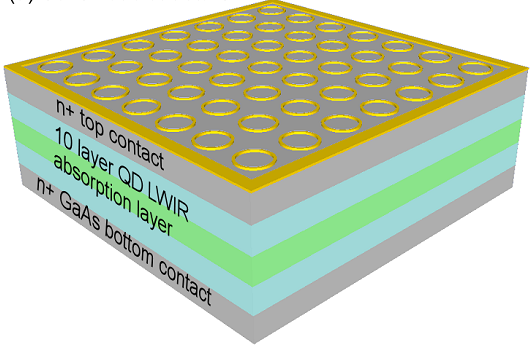 n+ top contact
10 layer QD LWIR
absorption layer
n+ GaAs bottom contact